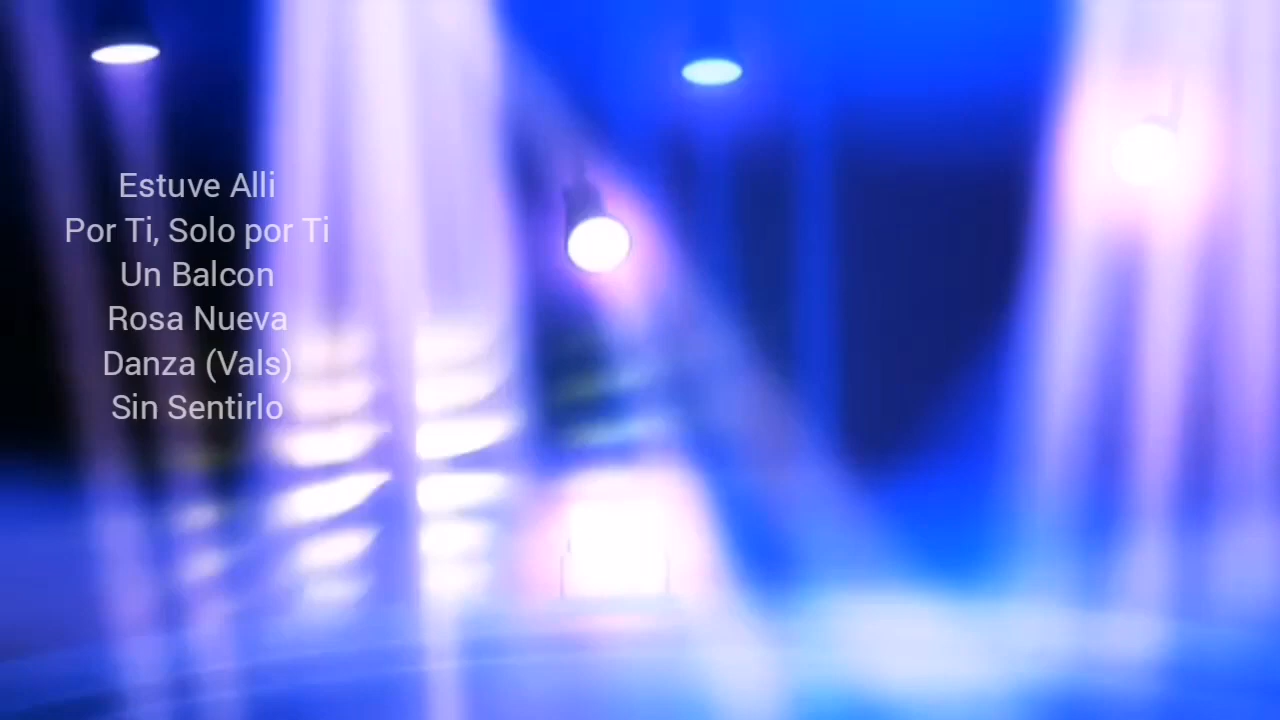 Estuve Alli
Por Ti, Solo por Ti
Un Balcon
Rosa Nueva
Danza (Vals)
Sin Sentirlo